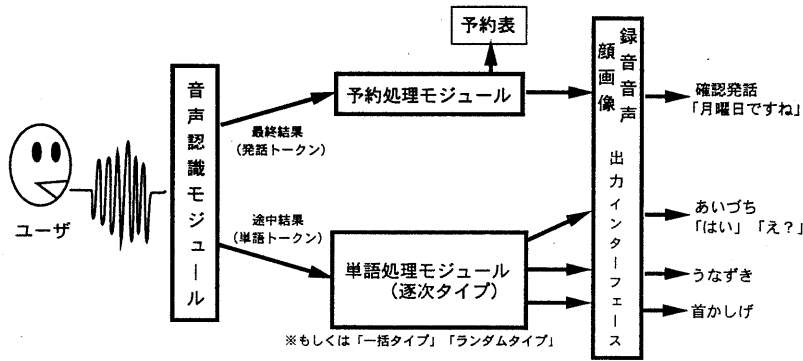 予約表
予約処理モジュール
音声認識モジュール
最終結果
（発話トークン）
ユーザ
途中結果
（単語トークン）
単語処理モジュール
（逐次タイプ）
※もしくは「一括タイプ」「ランダムタイプ」
録音音声
顔画像
出力インターフェース
確認発話
「月曜日ですね」
あいづち
「はい」「え？」
うなずき
首かしげ